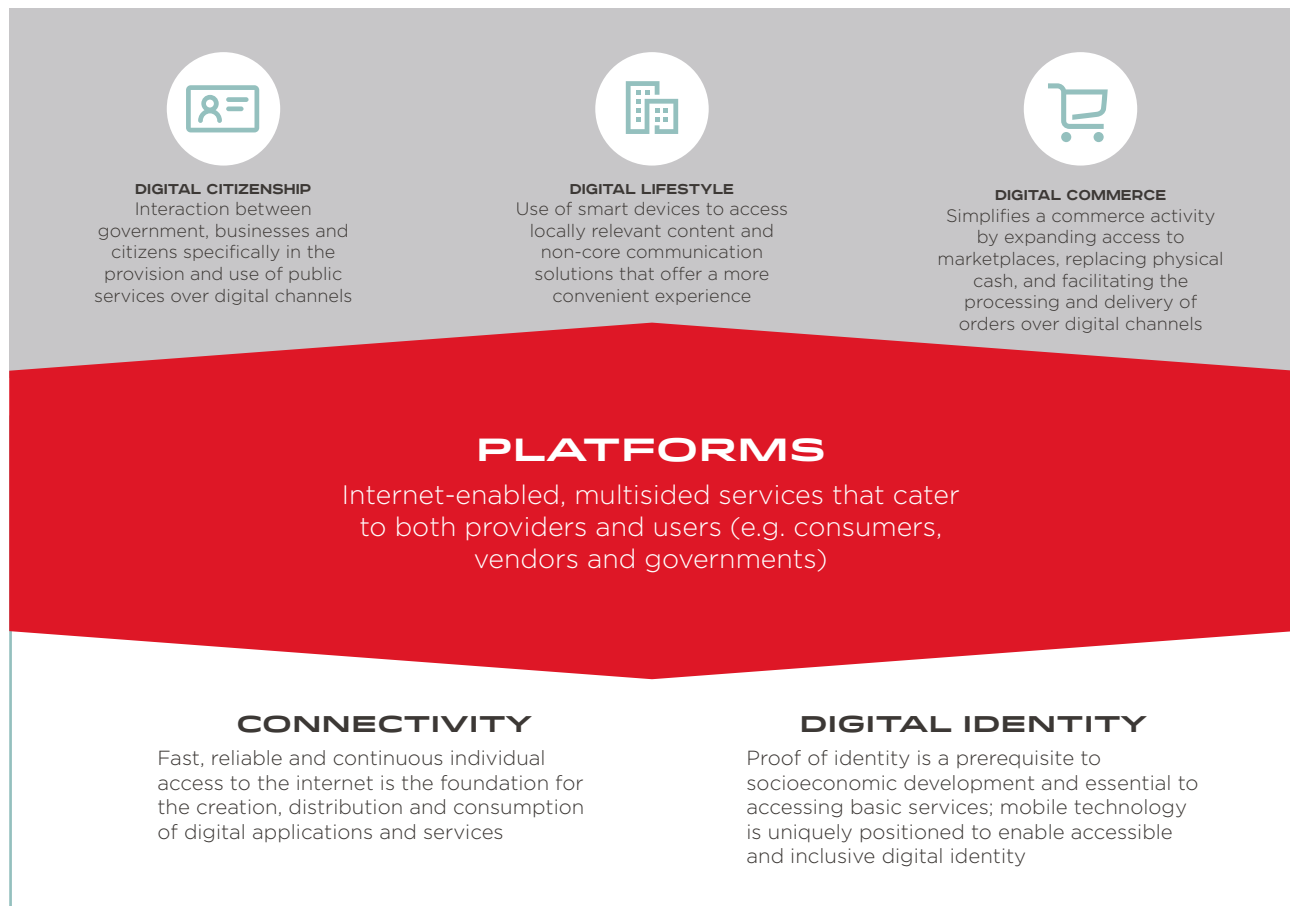 DIGITAL CITIZENSHIP
Interaction between
government, businesses and
citizens specifically in the
provision and use of public
services over digital channels
DIGITAL LIFESTYLE
Use of smart devices to access
locally relevant content and
non-core communication
solutions that offer a more
convenient experience
DIGITAL COMMERCE
Simplifies a commerce activity
by expanding access to
marketplaces, replacing physical
cash, and facilitating the
processing and delivery of
orders over digital channels
PLATFORMS
Internet-enabled, multisided services that cater
to both providers and users (e.g. consumers,
vendors and governments)
CONNECTIVITY
Fast, reliable and continuous individual
access to the internet is the foundation for
the creation, distribution and consumption
of digital applications and services
DIGITAL IDENTITY
Proof of identity is a prerequisite to
socioeconomic development and essential to
accessing basic services; mobile technology
is uniquely positioned to enable accessible
and inclusive digital identity